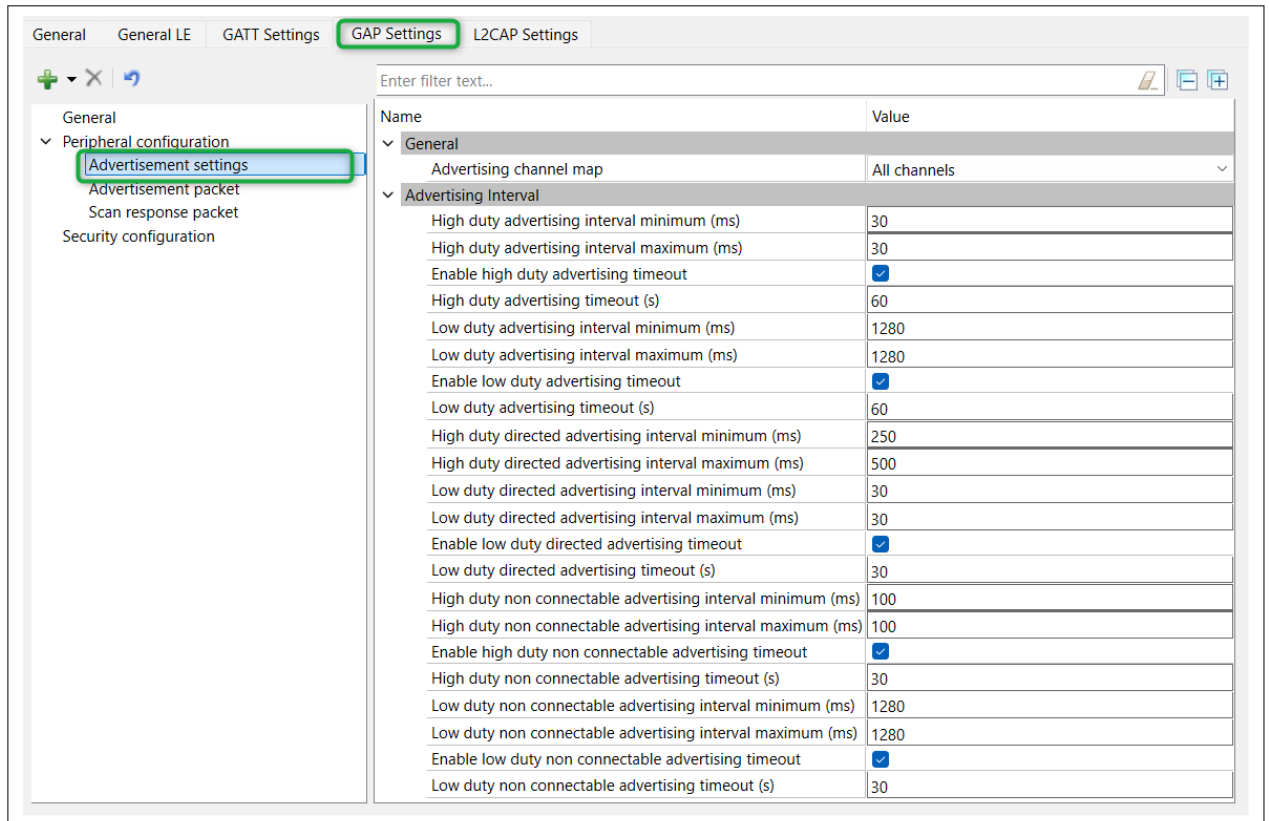 General General LE GATT Settings GAP Settings L2CAP Settings
Enter filter text...
General
Peripheral configuration
Advertisement settings
Advertisement packet
Scan response packet
Security configuration
Name Value
General
Advertising channel map All channels
Advertising Interval
High duty advertising interval minimum (ms) 30
High duty advertising interval maximum (ms) 30
Enable high duty advertising timeout
High duty advertising timeout (s) 60
Low duty advertising interval minimum (ms) 1280
Low duty advertising interval maximum (ms) 1280
Enable low duty advertising timeout
Low duty advertising timeout (s) 60
High duty directed advertising interval minimum (ms) 250
High duty directed advertising interval maximum (ms) 500
Low duty directed advertising interval minimum (ms) 30
Low duty directed advertising interval maximum (ms) 30
Enable low duty directed advertising timeout
Low duty directed advertising timeout (s) 30
High duty non connectable advertising interval minimum (ms) 100
High duty non connectable advertising interval maximum (ms) 100
Enable high duty non connectable advertising timeout
High duty non connectable advertising timeout (s) 30
Low duty non connectable advertising interval minimum (ms) 1280
Low duty non connectable advertising interval maximum (ms) 1280
Enable low duty non connectable advertising timeout
Low duty non connectable advertising timeout (s) 30